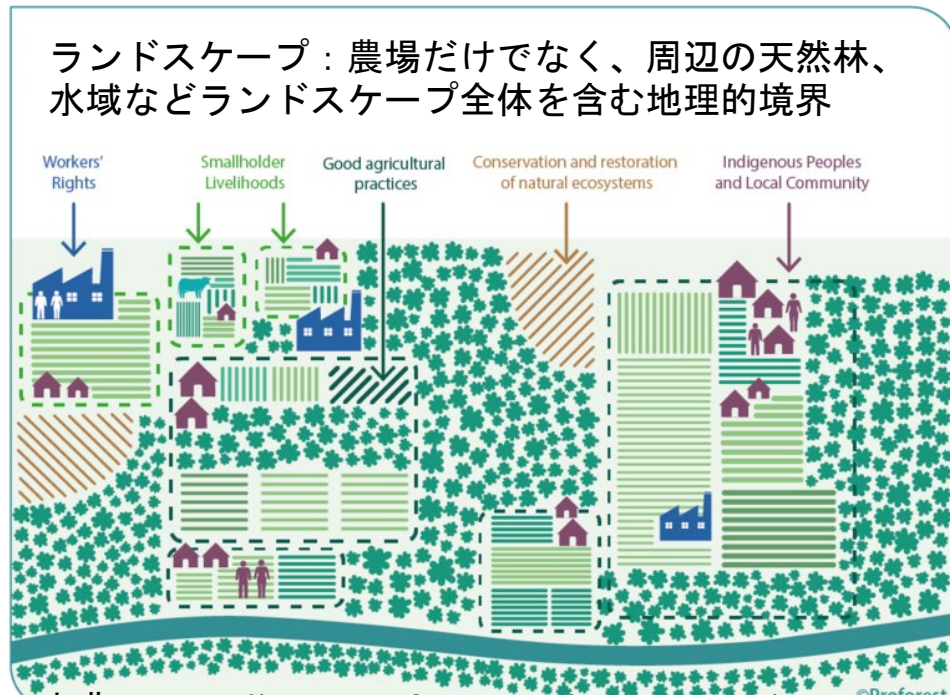 ランドスケープ：農場だけでなく、周辺の天然林、
水域などランドスケープ全体を含む地理的境界
Workers'
Rights
Smallholder
Livelihoods
Good agricultural
practices
Conservation and restoration
of natural ecosystems
Indigenous Peoples
and Local Community